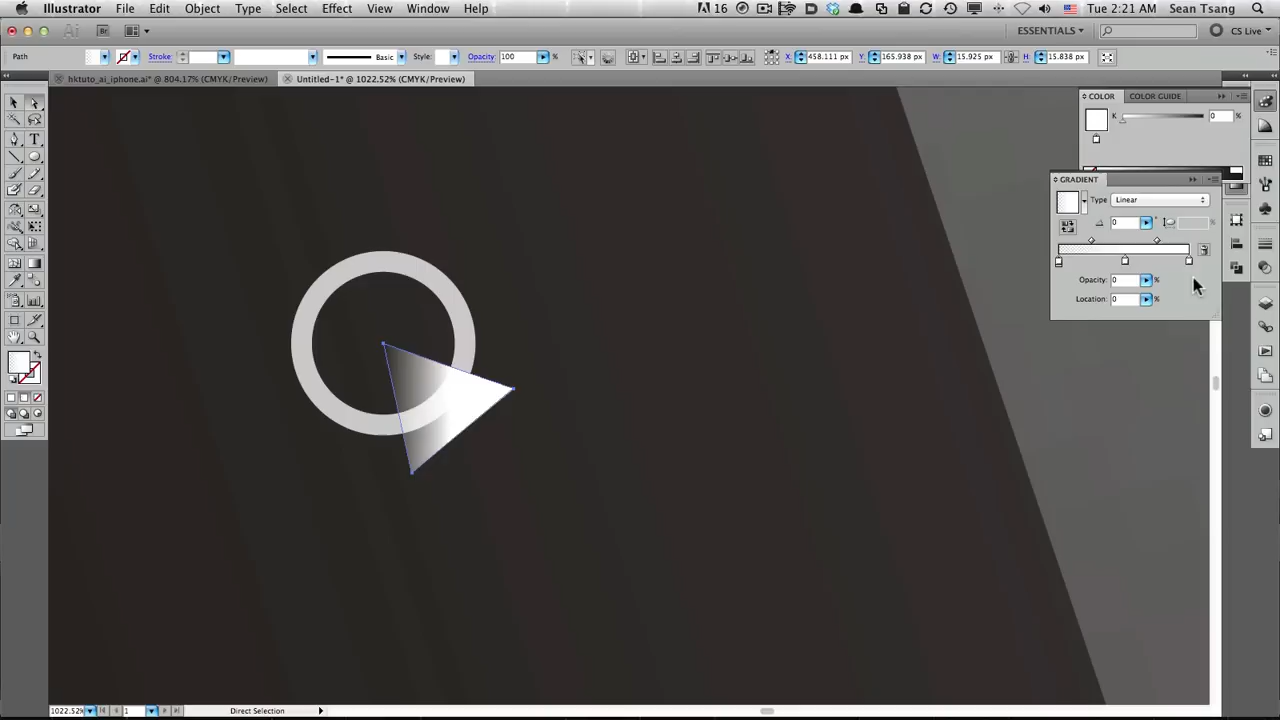 Illustrator File Edit Object Type Select Effect View Window Help 16 Tue 2:21 AM Sean Tsang
Ai Br ESSENTIALS CS Live
Path Stroke: Basic Style: Opacity: 100 % X: 458.111 px Y: 165.938 px W: 15.925 px H: 15.838 px
hktuto_ai_iphone.ai* @ 804.17% (CMYK/Preview) Untitled-1* @ 1022.52% (CMYK/Preview)
COLOR COLOR GUIDE
K 0 %
GRADIENT
Type Linear
0 ° %
Opacity: 0 %
Location: 0 %
T
1022.52% 1 Direct Selection